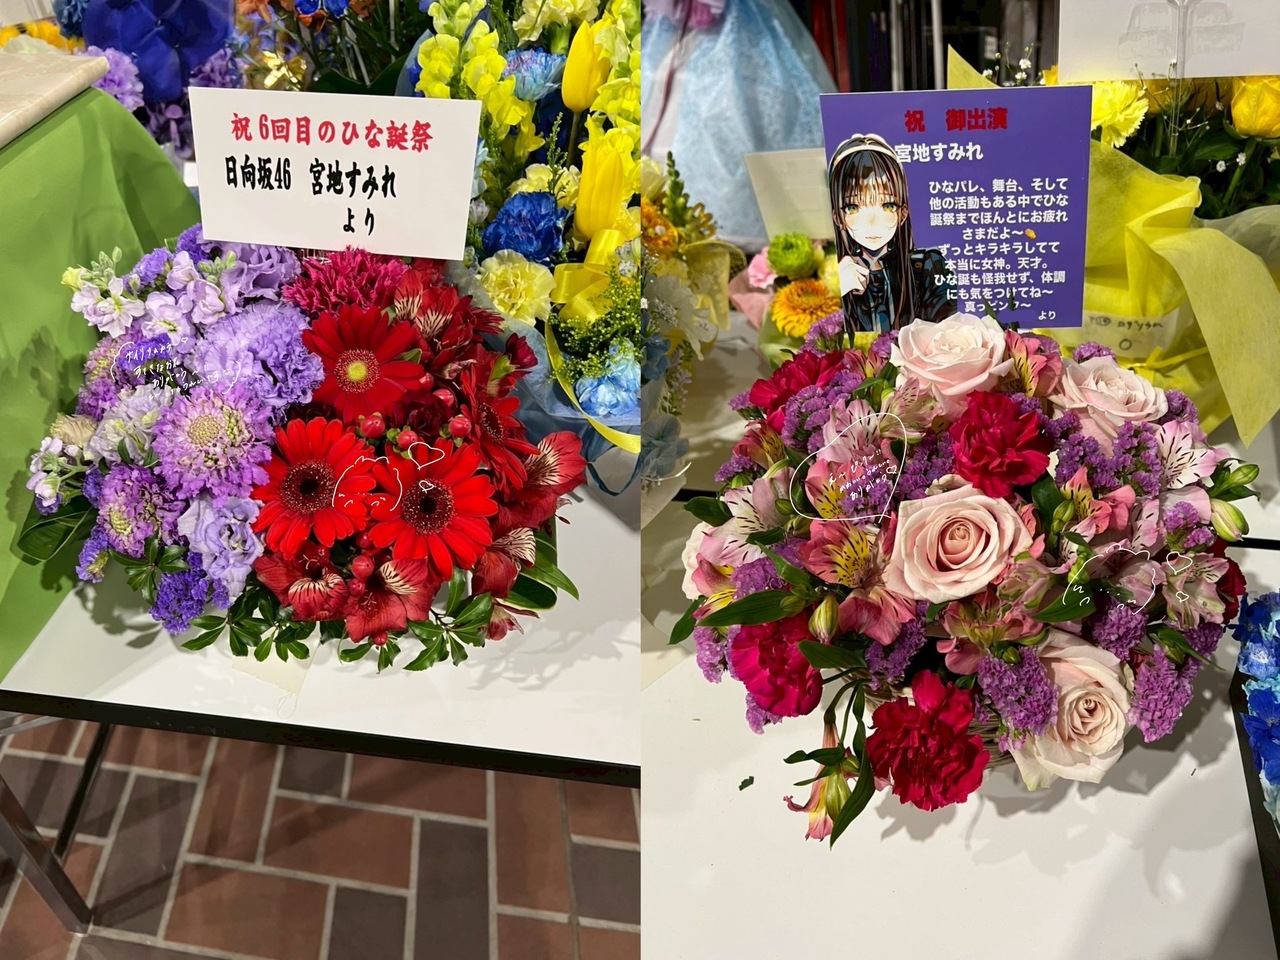 祝 6回目のひな誕祭
日向坂46 宮地すみれ
より
祝 御出演
宮地すみれ
ひなパレ、舞台、そして
他の活動もある中でひな
誕祭までほんとにお疲れ
さまだよ〜
ずっとキラキラしてて
本当に女神。天才。
ひな誕も怪我せず、体調
にも気をつけてね〜
より